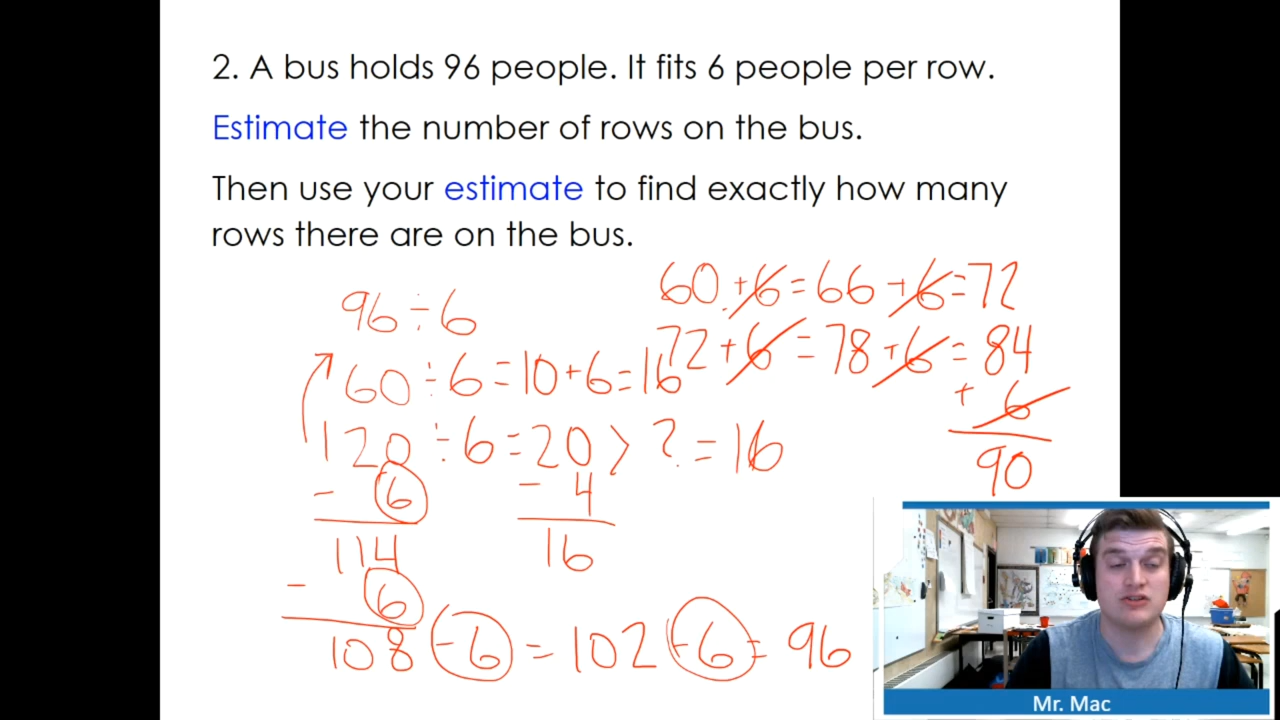 2. A bus holds 96 people. It fits 6 people per row.
Estimate the number of rows on the bus.
Then use your estimate to find exactly how many
rows there are on the bus.
60 + 6 = 66 + 6 = 72
96 ÷ 6
72 + 6 = 78 + 6 = 84
60 ÷ 6 = 10 + 6 = 16
+ 6
120 ÷ 6 = 20 > ? = 16
90
- 6
- 4
114
16
- 6
108 - 6 = 102 - 6 = 96
Mr. Mac